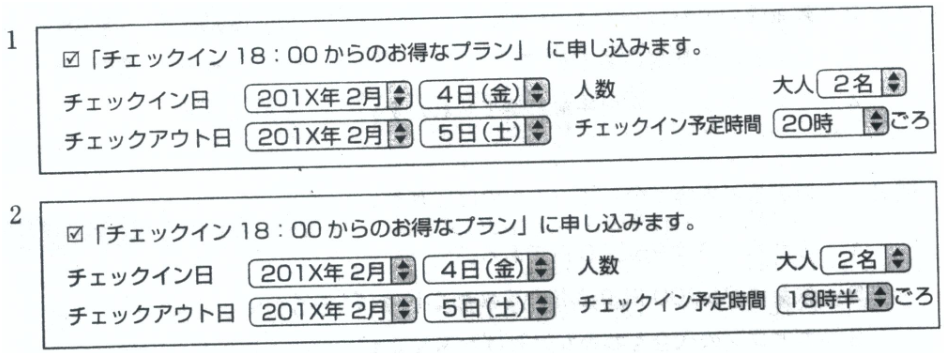 1
☑「チェックイン 18：00 からのお得なプラン」 に申し込みます。
チェックイン日 201X年 2月 4日(金) 人数 大人 2名
チェックアウト日 201X年 2月 5日(土) チェックイン予定時間 20時 ごろ
2
☑「チェックイン 18：00 からのお得なプラン」に申し込みます。
チェックイン日 201X年 2月 4日(金) 人数 大人 2名
チェックアウト日 201X年 2月 5日(土) チェックイン予定時間 18時半 ごろ